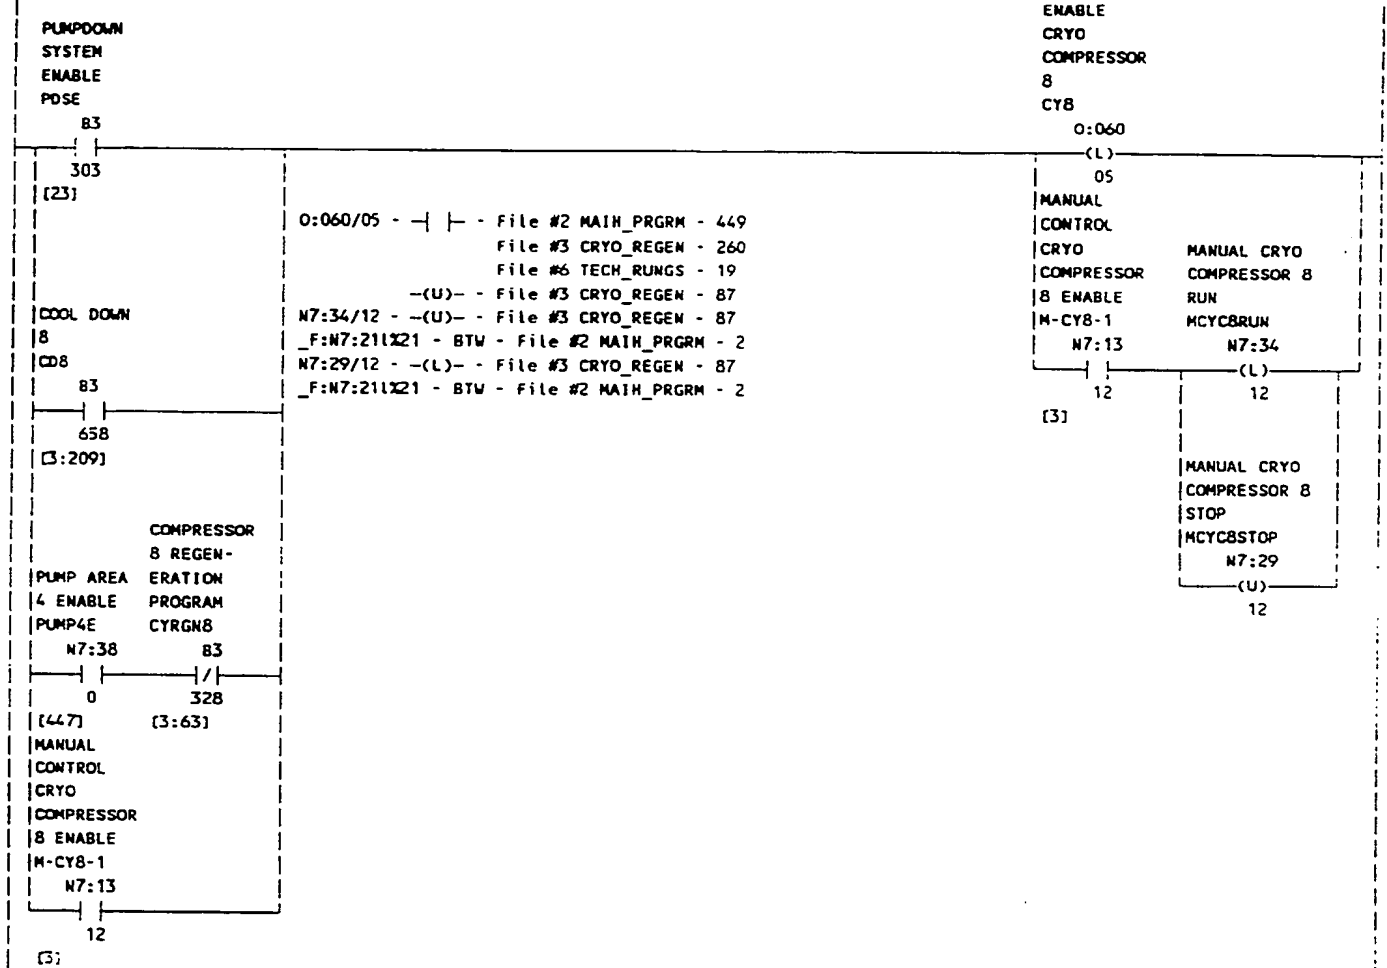 PUMPDOWN
SYSTEM
ENABLE
PDSE
B3
303
[23]
ENABLE
CRYO
COMPRESSOR
8
CY8
O:060
(L)
05
O:060/05 - ─┤ ├─ - File #2 MAIN_PRGRM - 449
File #3 CRYO_REGEN - 260
File #6 TECH_RUNGS - 19
─(U)─ - File #3 CRYO_REGEN - 87
N7:34/12 - ─(U)─ - File #3 CRYO_REGEN - 87
_F:N7:211%21 - BTW - File #2 MAIN_PRGRM - 2
N7:29/12 - ─(L)─ - File #3 CRYO_REGEN - 87
_F:N7:211%21 - BTW - File #2 MAIN_PRGRM - 2
COOL DOWN
8
CD8
B3
658
[3:209]
MANUAL
CONTROL
CRYO
COMPRESSOR
8 ENABLE
M-CY8-1
N7:13
12
[3]
MANUAL CRYO
COMPRESSOR 8
RUN
MCYC8RUN
N7:34
(L)
12
MANUAL CRYO
COMPRESSOR 8
STOP
MCYC8STOP
N7:29
(U)
12
PUMP AREA
4 ENABLE
PUMP4E
N7:38
0
[447]
COMPRESSOR
8 REGEN-
ERATION
PROGRAM
CYRGN8
B3
328
[3:63]
MANUAL
CONTROL
CRYO
COMPRESSOR
8 ENABLE
M-CY8-1
N7:13
12
[3]